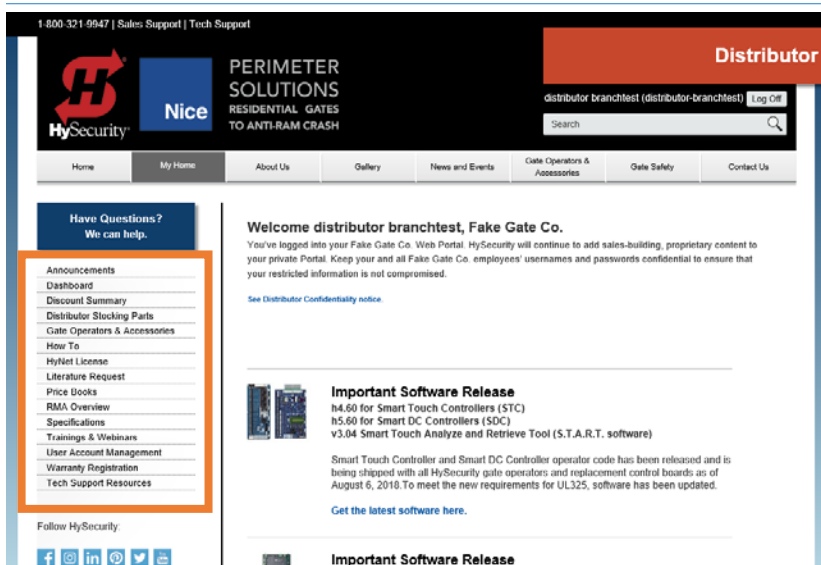 1-800-321-9947 | Sales Support | Tech Support
Distributor
HySecurity
Nice
PERIMETER
SOLUTIONS
RESIDENTIAL GATES
TO ANTI-RAM CRASH
distributor branchtest (distributor-branchtest) Log Off
Search
Home
My Home
About Us
Gallery
News and Events
Gate Operators &
Accessories
Gate Safety
Contact Us
Have Questions?
We can help.
Announcements
Dashboard
Discount Summary
Distributor Stocking Parts
Gate Operators & Accessories
How To
HyNet License
Literature Request
Price Books
RMA Overview
Specifications
Trainings & Webinars
User Account Management
Warranty Registration
Tech Support Resources
Follow HySecurity:
Welcome distributor branchtest, Fake Gate Co.
You've logged into your Fake Gate Co. Web Portal. HySecurity will continue to add sales-building, proprietary content to
your private Portal. Keep your and all Fake Gate Co. employees' usernames and passwords confidential to ensure that
your restricted information is not compromised.
See Distributor Confidentiality notice.
Important Software Release
h4.60 for Smart Touch Controllers (STC)
h5.60 for Smart DC Controllers (SDC)
v3.04 Smart Touch Analyze and Retrieve Tool (S.T.A.R.T. software)
Smart Touch Controller and Smart DC Controller operator code has been released and is
being shipped with all HySecurity gate operators and replacement control boards as of
August 6, 2018.To meet the new requirements for UL325, software has been updated.
Get the latest software here.
Important Software Release